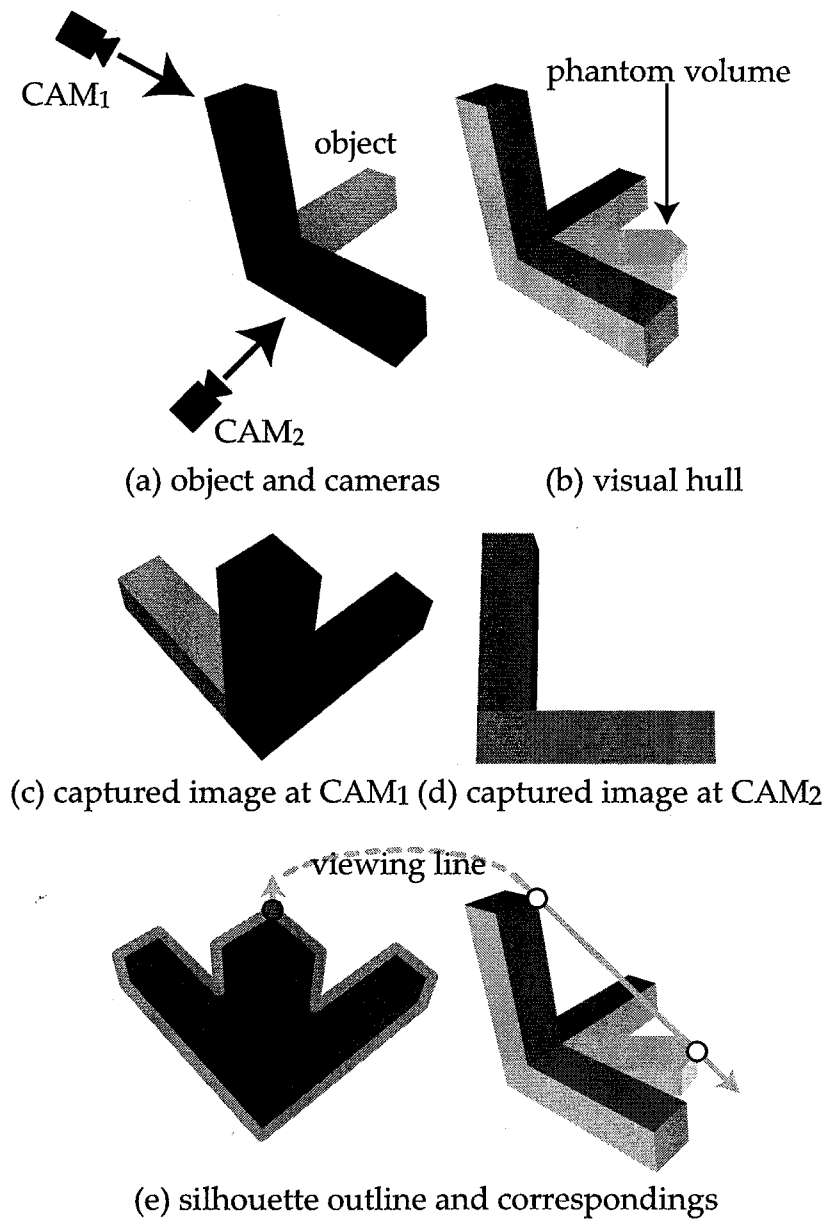 CAM1
object
CAM2
(a) object and cameras
phantom volume
(b) visual hull
(c) captured image at CAM1
(d) captured image at CAM2
viewing line
(e) silhouette outline and correspondings